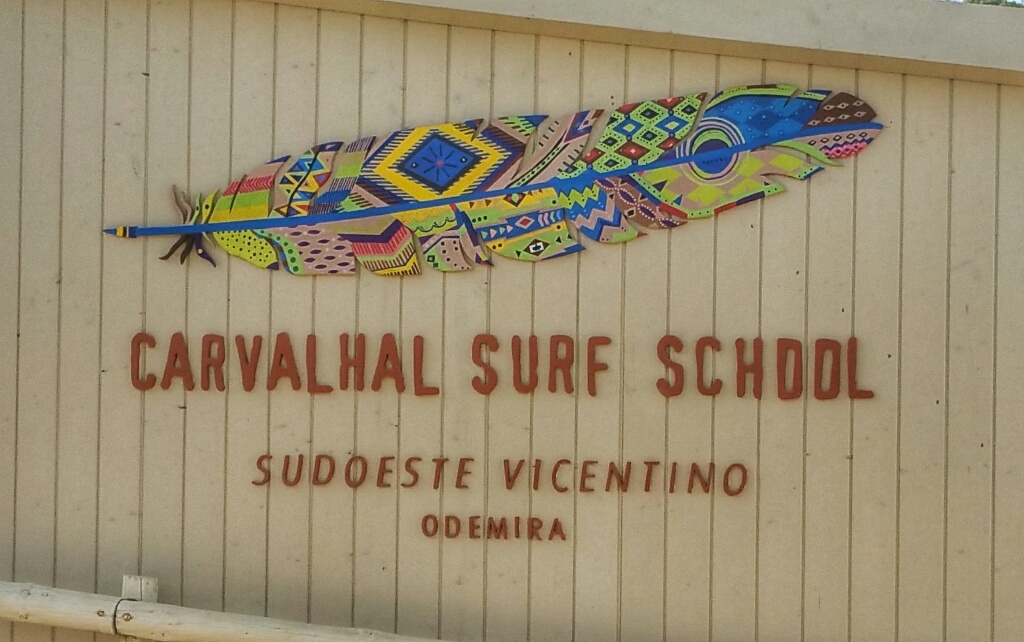 CARVALHAL SURF SCHOOL
SUDOESTE VICENTINO
ODEMIRA